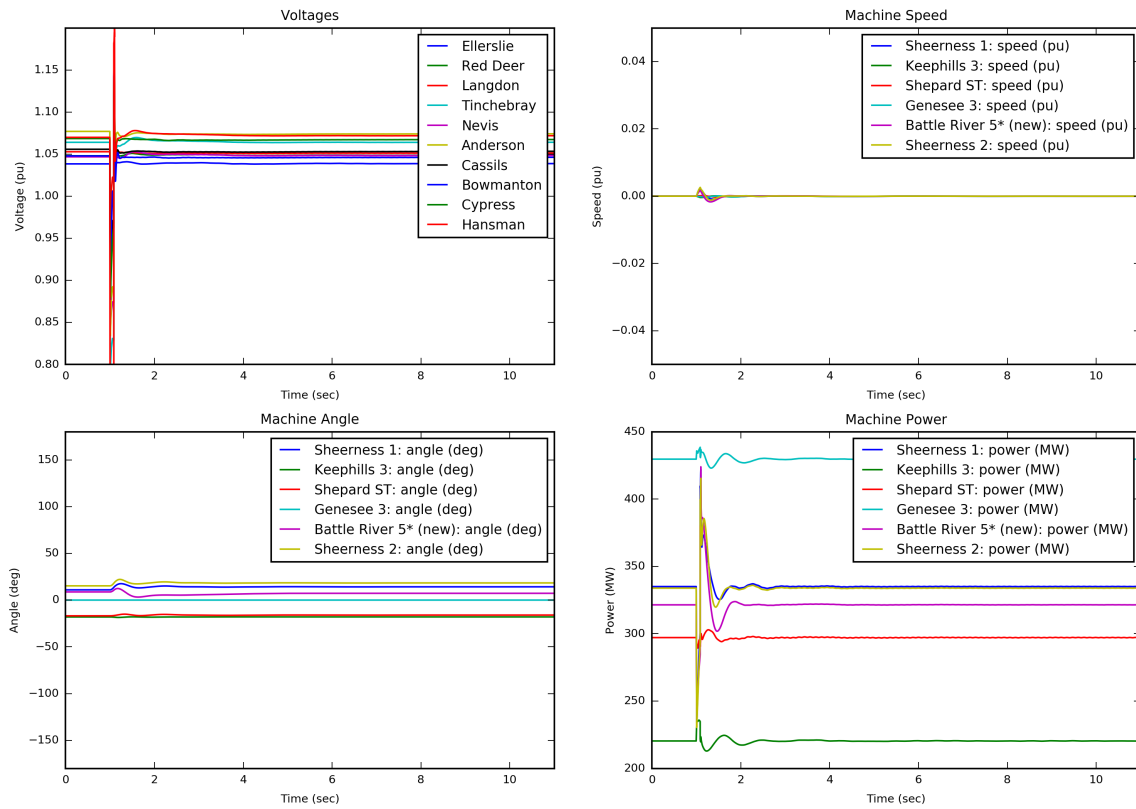 Voltages
Voltage (pu)
1.15
1.10
1.05
1.00
0.95
0.90
0.85
0.80
Ellerslie
Red Deer
Langdon
Tinchebray
Nevis
Anderson
Cassils
Bowmanton
Cypress
Hansman
0 2 4 6 8 10
Time (sec)
Machine Speed
Speed (pu)
0.04
0.02
0.00
−0.02
−0.04
Sheerness 1: speed (pu)
Keephills 3: speed (pu)
Shepard ST: speed (pu)
Genesee 3: speed (pu)
Battle River 5* (new): speed (pu)
Sheerness 2: speed (pu)
0 2 4 6 8 10
Time (sec)
Machine Angle
Angle (deg)
150
100
50
0
−50
−100
−150
Sheerness 1: angle (deg)
Keephills 3: angle (deg)
Shepard ST: angle (deg)
Genesee 3: angle (deg)
Battle River 5* (new): angle (deg)
Sheerness 2: angle (deg)
0 2 4 6 8 10
Time (sec)
Machine Power
Power (MW)
450
400
350
300
250
200
Sheerness 1: power (MW)
Keephills 3: power (MW)
Shepard ST: power (MW)
Genesee 3: power (MW)
Battle River 5* (new): power (MW)
Sheerness 2: power (MW)
0 2 4 6 8 10
Time (sec)